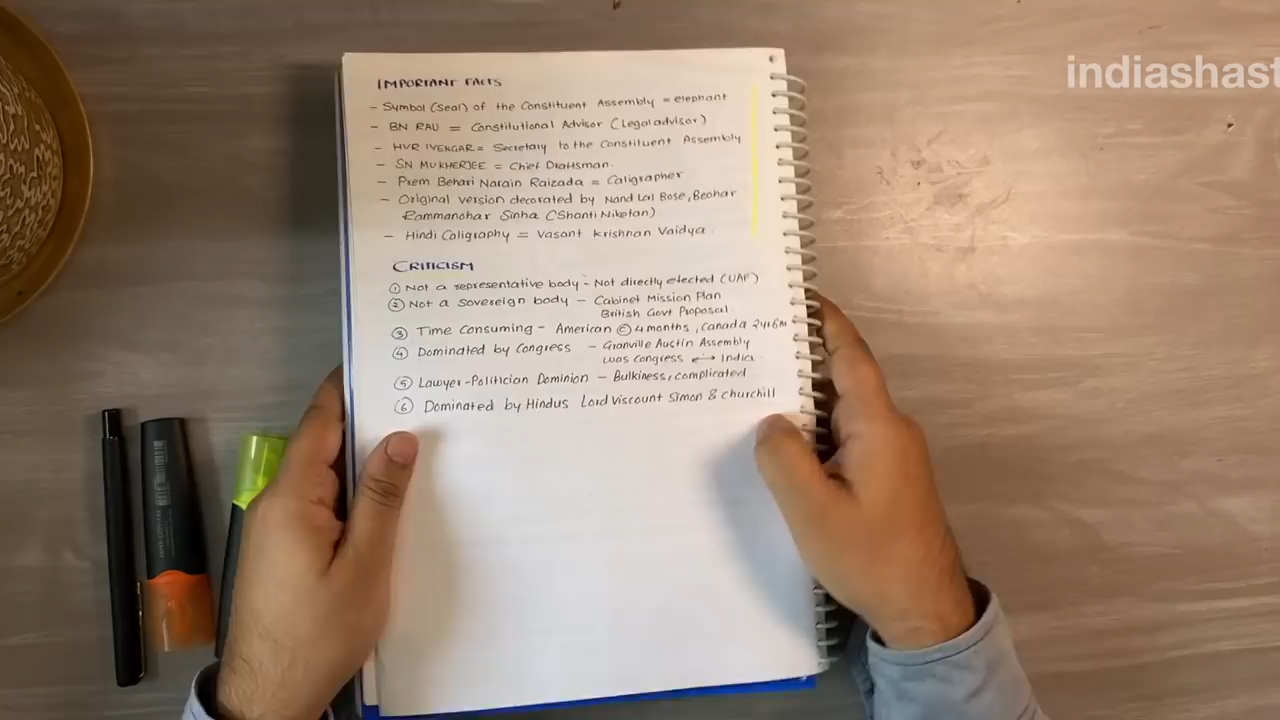 indiashast
IMPORTANT FACTS
- Symbol (Seal) of the Constituent Assembly = elephant
- BN RAU = Constitutional Advisor (Legal advisor)
- HVR IYENGAR = Secretary to the Constituent Assembly
- SN MUKHERJEE = Chief Draftsman.
- Prem Behari Narain Raizada = Caligrapher
- Original version decorated by Nand Lal Bose, Beohar
Rammanohar Sinha (Shanti Niketan)
- Hindi Caligraphy = Vasant Krishnan Vaidya.
CRITICISM
① Not a representative body - Not directly elected (UAF)
② Not a Sovereign body - Cabinet Mission Plan
British Govt Proposal
③ Time Consuming - American © 4 months, Canada 2yr6m
④ Dominated by Congress - Granville Austin Assembly
was Congress ⟷ India
⑤ Lawyer-Politician Dominion - Bulkiness, complicated
⑥ Dominated by Hindus Lord Viscount Simon & Churchill